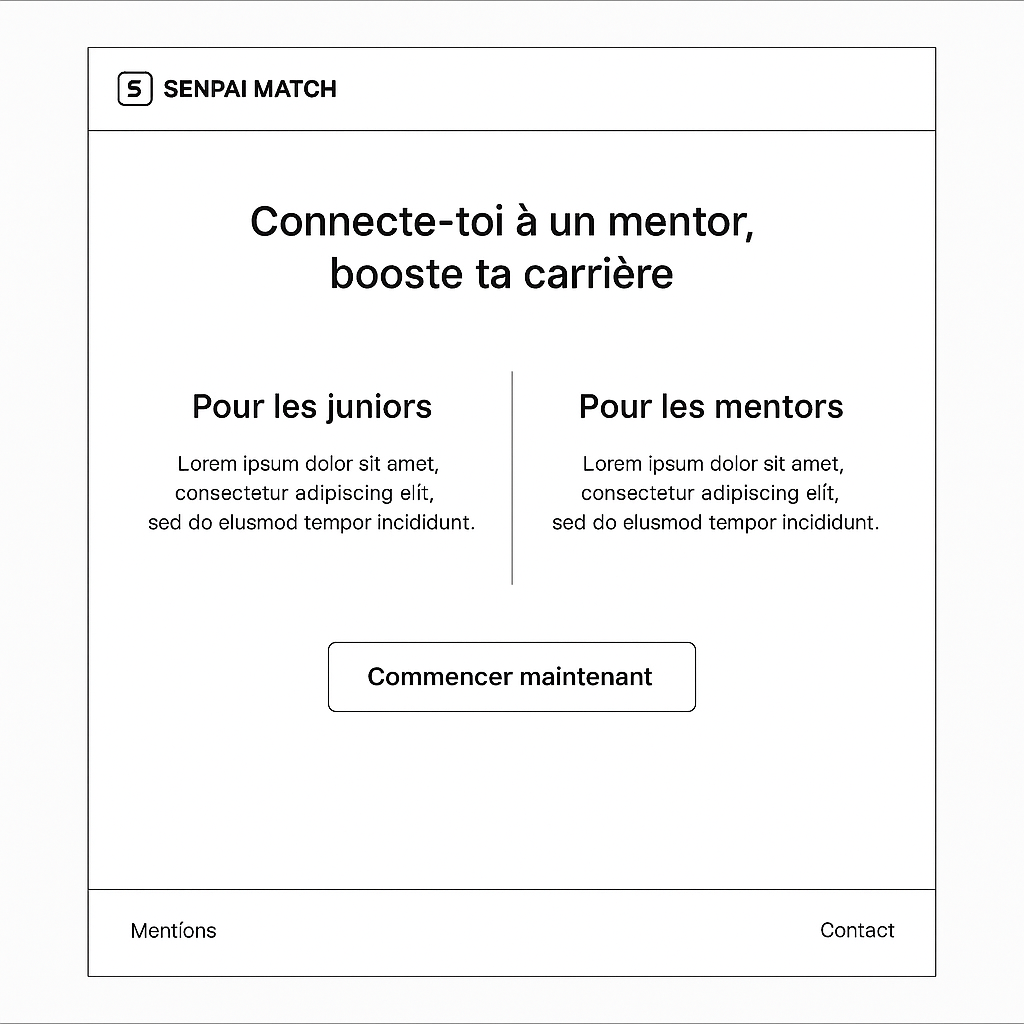 S SENPAI MATCH
Connecte-toi à un mentor,
booste ta carrière
Pour les juniors
Lorem ipsum dolor sit amet,
consectetur adipiscing elít,
sed do elusmod tempor incididunt.
Pour les mentors
Lorem ipsum dolor sit amet,
consectetur adipiscing elít,
sed do elusmod tempor incididunt.
Commencer maintenant
Mentíons
Contact